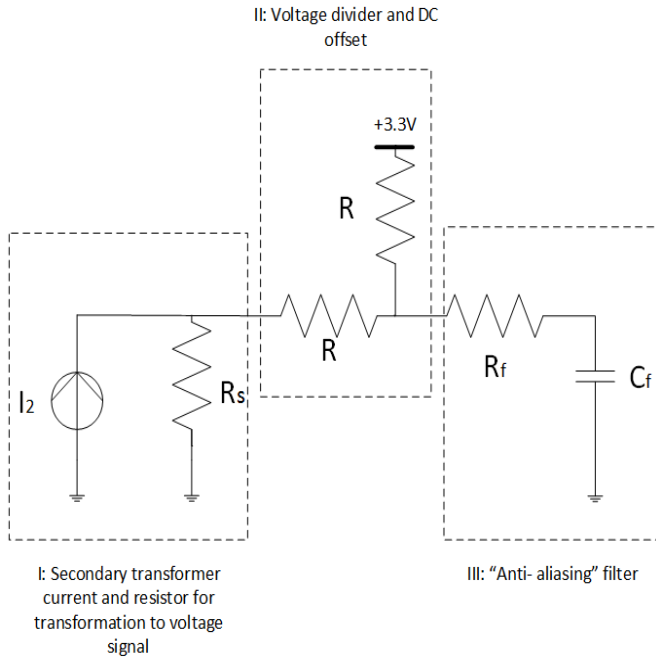 II: Voltage divider and DC
offset
+3.3V
R
R
I2
Rs
Rf
Cf
I: Secondary transformer
current and resistor for
transformation to voltage
signal
III: “Anti- aliasing” filter